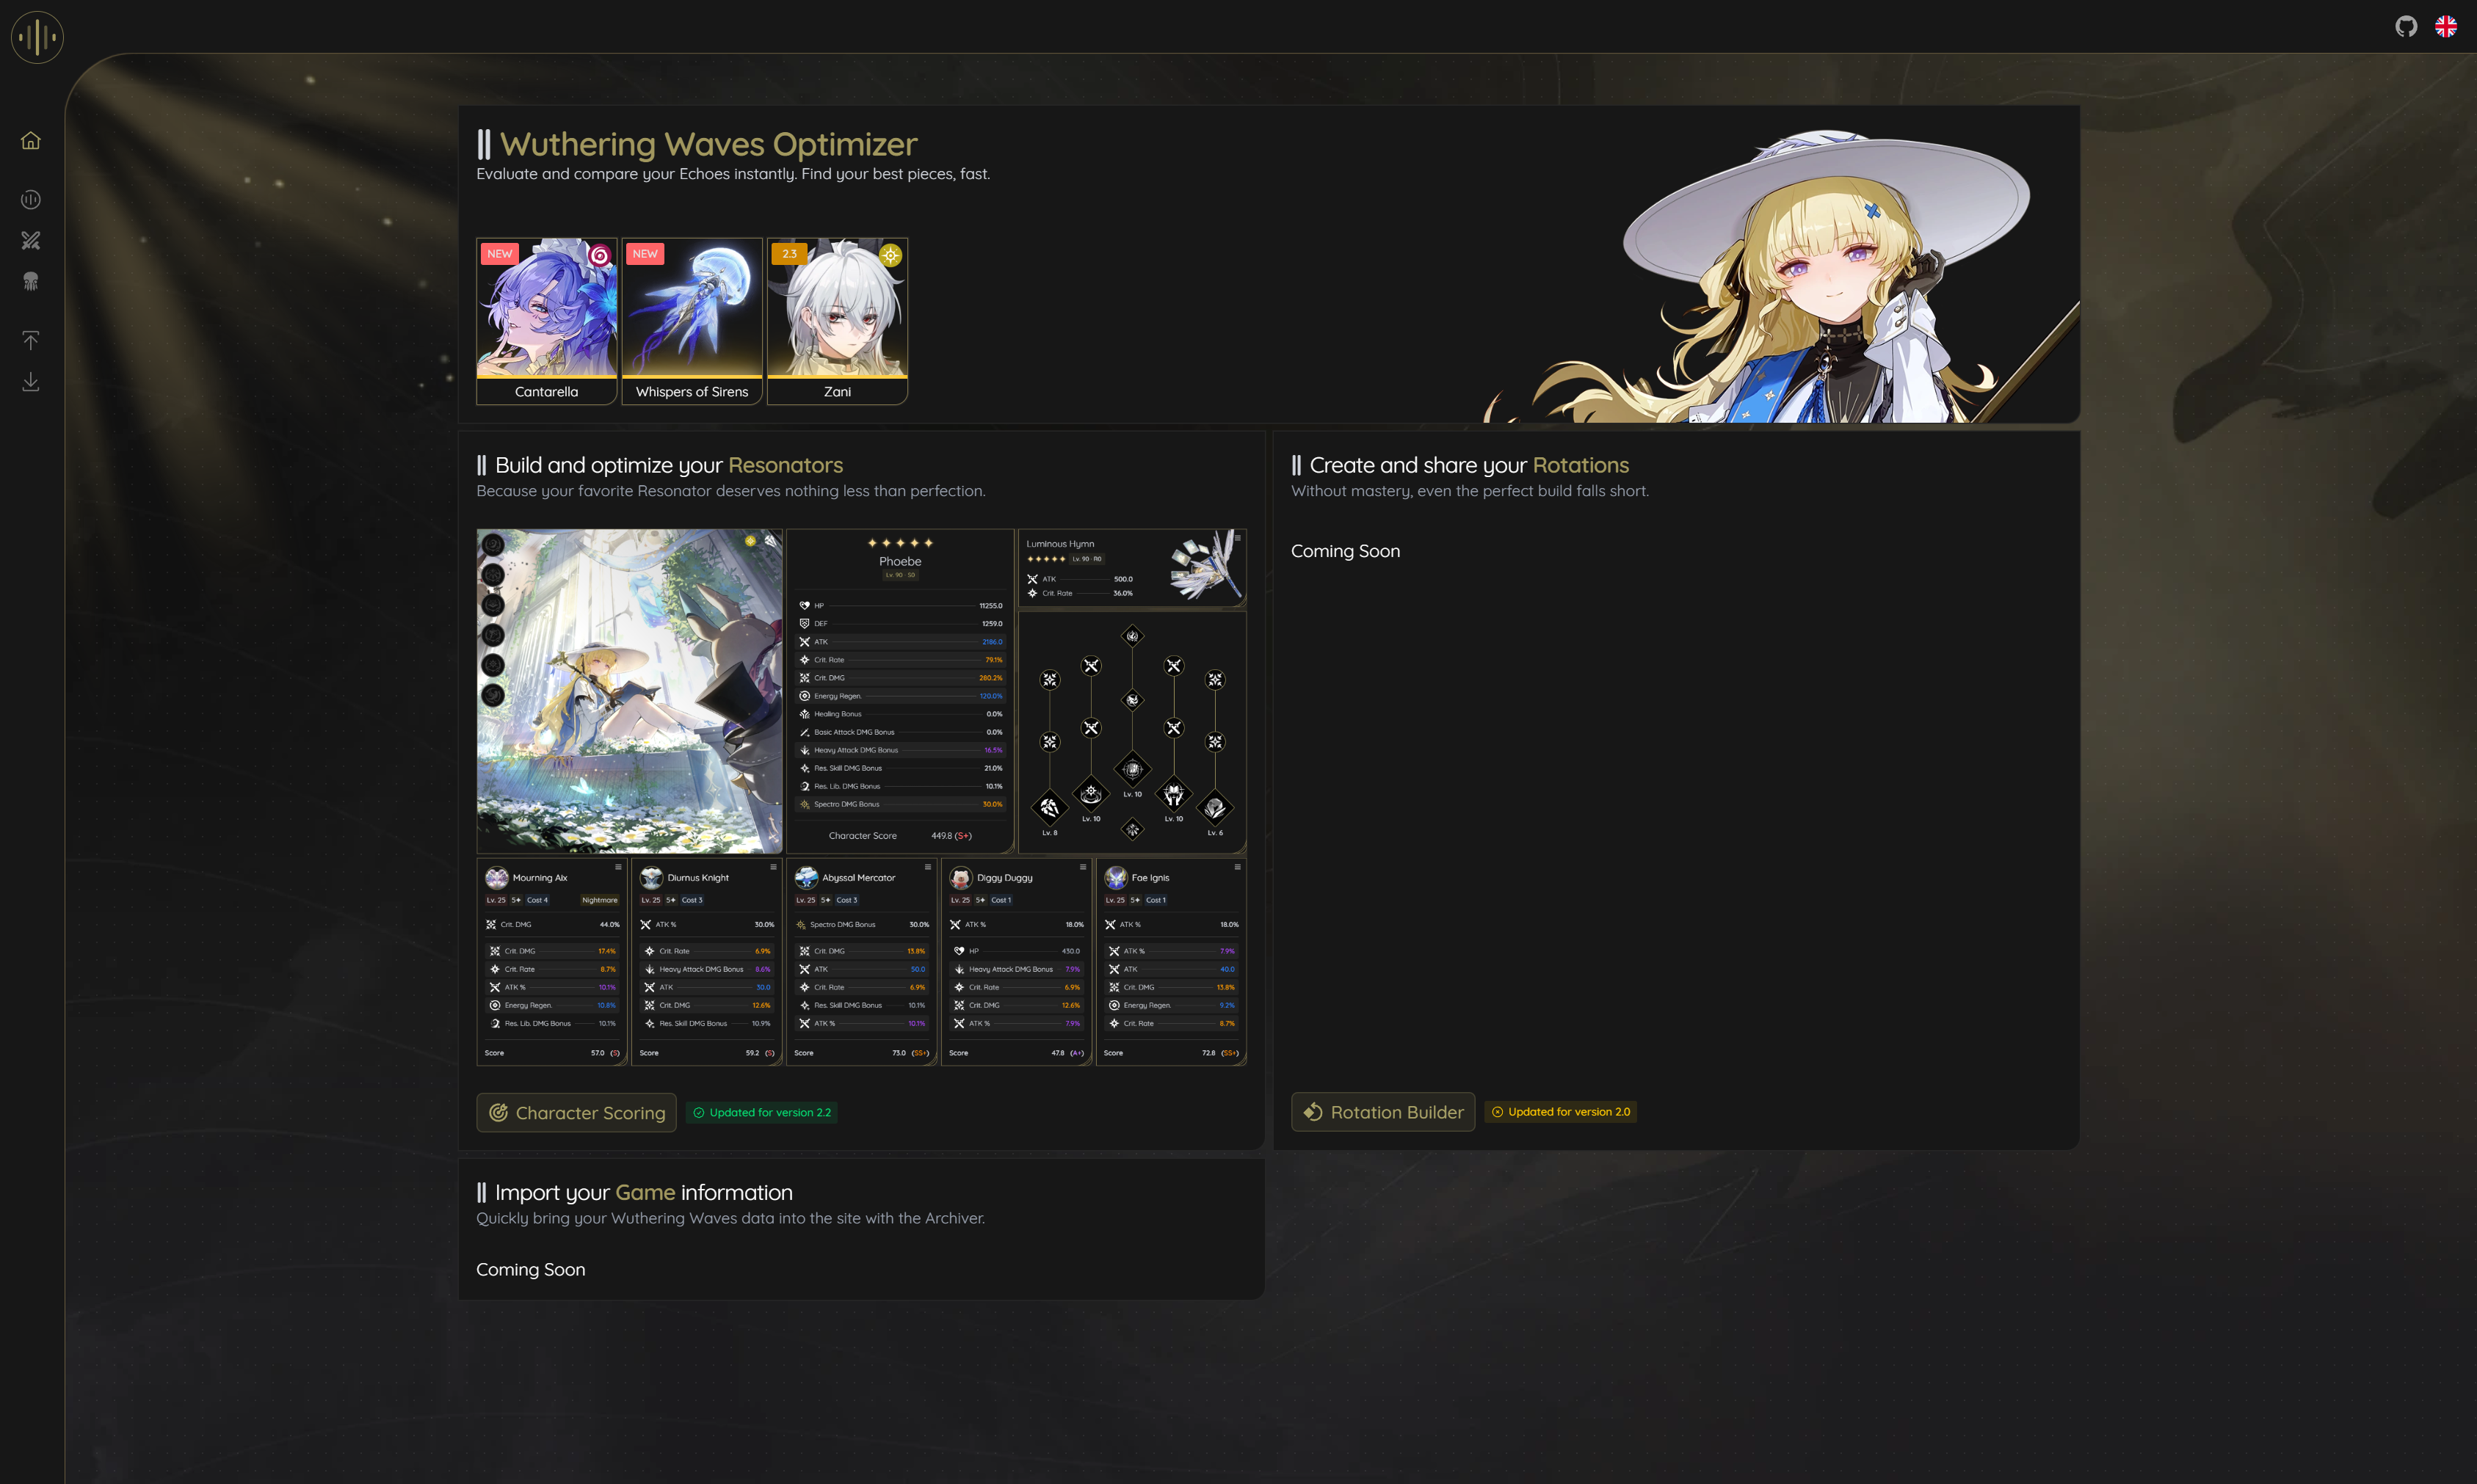 Wuthering Waves Optimizer
Evaluate and compare your Echoes instantly. Find your best pieces, fast.
NEW
NEW
2.3
Cantarella
Whispers of Sirens
Zani
Build and optimize your Resonators
Because your favorite Resonator deserves nothing less than perfection.
Phoebe
Lv. 90 · S0
HP 11255.0
DEF 1259.0
ATK 2186.0
Crit. Rate 79.1%
Crit. DMG 280.2%
Energy Regen. 120.0%
Healing Bonus 0.0%
Basic Attack DMG Bonus 0.0%
Heavy Attack DMG Bonus 16.5%
Res. Skill DMG Bonus 21.0%
Res. Lib. DMG Bonus 10.1%
Spectro DMG Bonus 30.0%
Character Score 449.8 (S+)
Luminous Hymn
Lv. 90 · R0
ATK 500.0
Crit. Rate 36.0%
Lv. 8
Lv. 10
Lv. 10
Lv. 10
Lv. 6
Mourning Aix
Lv. 25 5✦ Cost 4 Nightmare
Crit. DMG 44.0%
Crit. DMG 17.4%
Crit. Rate 8.7%
ATK % 10.1%
Energy Regen. 10.8%
Res. Lib. DMG Bonus 10.1%
Score 57.0 (S)
Diurnus Knight
Lv. 25 5✦ Cost 3
ATK % 30.0%
Crit. Rate 6.9%
Heavy Attack DMG Bonus 8.6%
ATK 30.0
Crit. DMG 12.6%
Res. Skill DMG Bonus 10.9%
Score 59.2 (S)
Abyssal Mercator
Lv. 25 5✦ Cost 3
Spectro DMG Bonus 30.0%
Crit. DMG 13.8%
ATK 50.0
Crit. Rate 6.9%
Res. Skill DMG Bonus 10.1%
ATK % 10.1%
Score 73.0 (SS+)
Diggy Duggy
Lv. 25 5✦ Cost 1
ATK % 18.0%
HP 430.0
Heavy Attack DMG Bonus 7.9%
Crit. Rate 6.9%
Crit. DMG 12.6%
ATK % 7.9%
Score 47.8 (A+)
Fae Ignis
Lv. 25 5✦ Cost 1
ATK % 18.0%
ATK % 7.9%
ATK 40.0
Crit. DMG 13.8%
Energy Regen. 9.2%
Crit. Rate 8.7%
Score 72.8 (SS+)
Character Scoring
Updated for version 2.2
Create and share your Rotations
Without mastery, even the perfect build falls short.
Coming Soon
Rotation Builder
Updated for version 2.0
Import your Game information
Quickly bring your Wuthering Waves data into the site with the Archiver.
Coming Soon